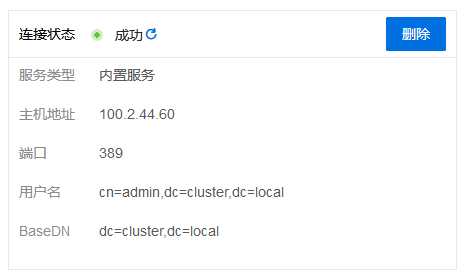 连接状态 成功 删除
服务类型 内置服务
主机地址 100.2.44.60
端口 389
用户名 cn=admin,dc=cluster,dc=local
BaseDN dc=cluster,dc=local